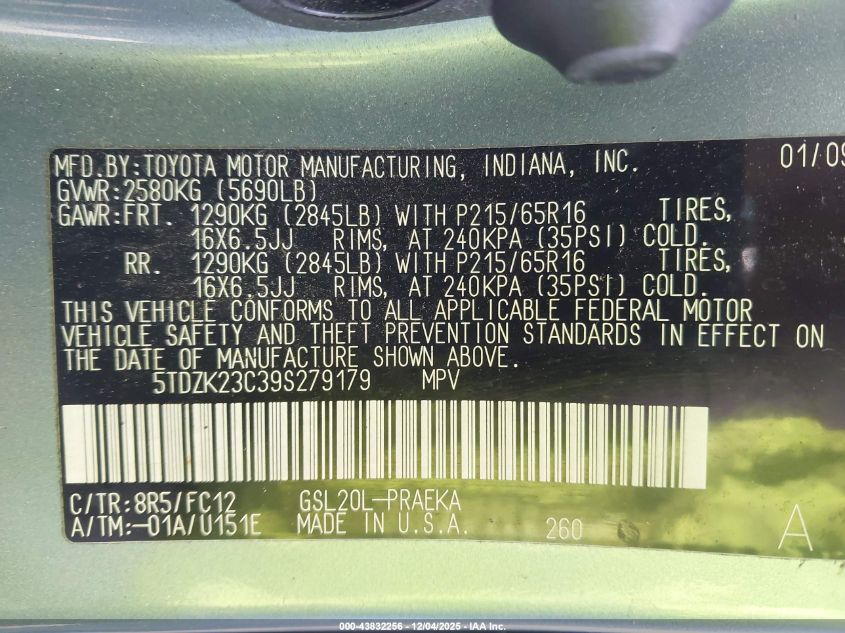 MFD.BY:TOYOTA MOTOR MANUFACTURING, INDIANA, INC. 01/09
GVWR:2580KG (5690LB)
GAWR:FRT. 1290KG (2845LB) WITH P215/65R16 TIRES,
16X6.5JJ RIMS, AT 240KPA (35PSI) COLD.
RR. 1290KG (2845LB) WITH P215/65R16 TIRES,
16X6.5JJ RIMS, AT 240KPA (35PSI) COLD.
THIS VEHICLE CONFORMS TO ALL APPLICABLE FEDERAL MOTOR
VEHICLE SAFETY AND THEFT PREVENTION STANDARDS IN EFFECT ON
THE DATE OF MANUFACTURE SHOWN ABOVE.
5TDZK23C39S279179 MPV
C/TR:8R5/FC12 GSL20L-PRAEKA
A/TM:-01A/U151E MADE IN U.S.A. 260 A
000-43832256 - 12/04/2025 - IAA Inc.